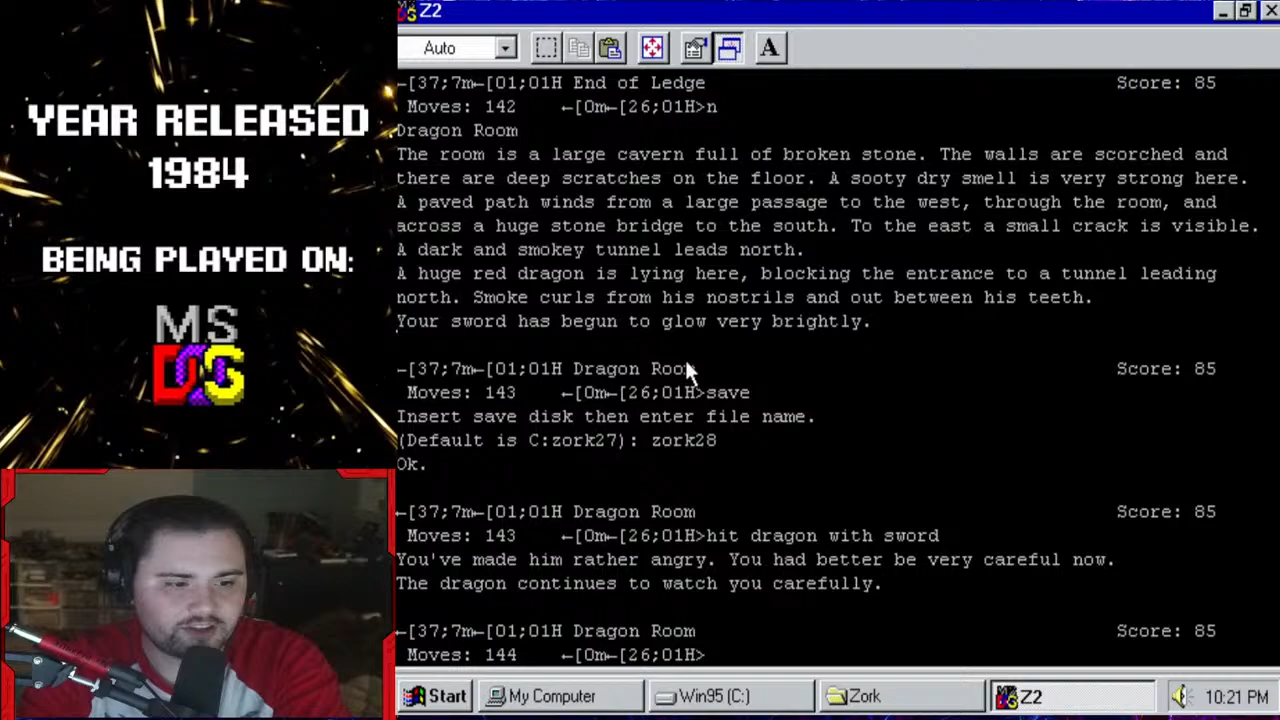 YEAR RELEASED
1984
BEING PLAYED ON:
MS
DOS
Z2
Auto
A
←[37;7m←[01;01H End of Ledge Score: 85
Moves: 142 ←[0m←[26;01H>n
Dragon Room
The room is a large cavern full of broken stone. The walls are scorched and
there are deep scratches on the floor. A sooty dry smell is very strong here.
A paved path winds from a large passage to the west, through the room, and
across a huge stone bridge to the south. To the east a small crack is visible.
A dark and smokey tunnel leads north.
A huge red dragon is lying here, blocking the entrance to a tunnel leading
north. Smoke curls from his nostrils and out between his teeth.
Your sword has begun to glow very brightly.
←[37;7m←[01;01H Dragon Room Score: 85
Moves: 143 ←[0m←[26;01H>save
Insert save disk then enter file name.
(Default is C:zork27): zork28
Ok.
←[37;7m←[01;01H Dragon Room Score: 85
Moves: 143 ←[0m←[26;01H>hit dragon with sword
You've made him rather angry. You had better be very careful now.
The dragon continues to watch you carefully.
←[37;7m←[01;01H Dragon Room Score: 85
Moves: 144 ←[0m←[26;01H>
Start My Computer Win95 (C:) Zork Z2 10:21 PM